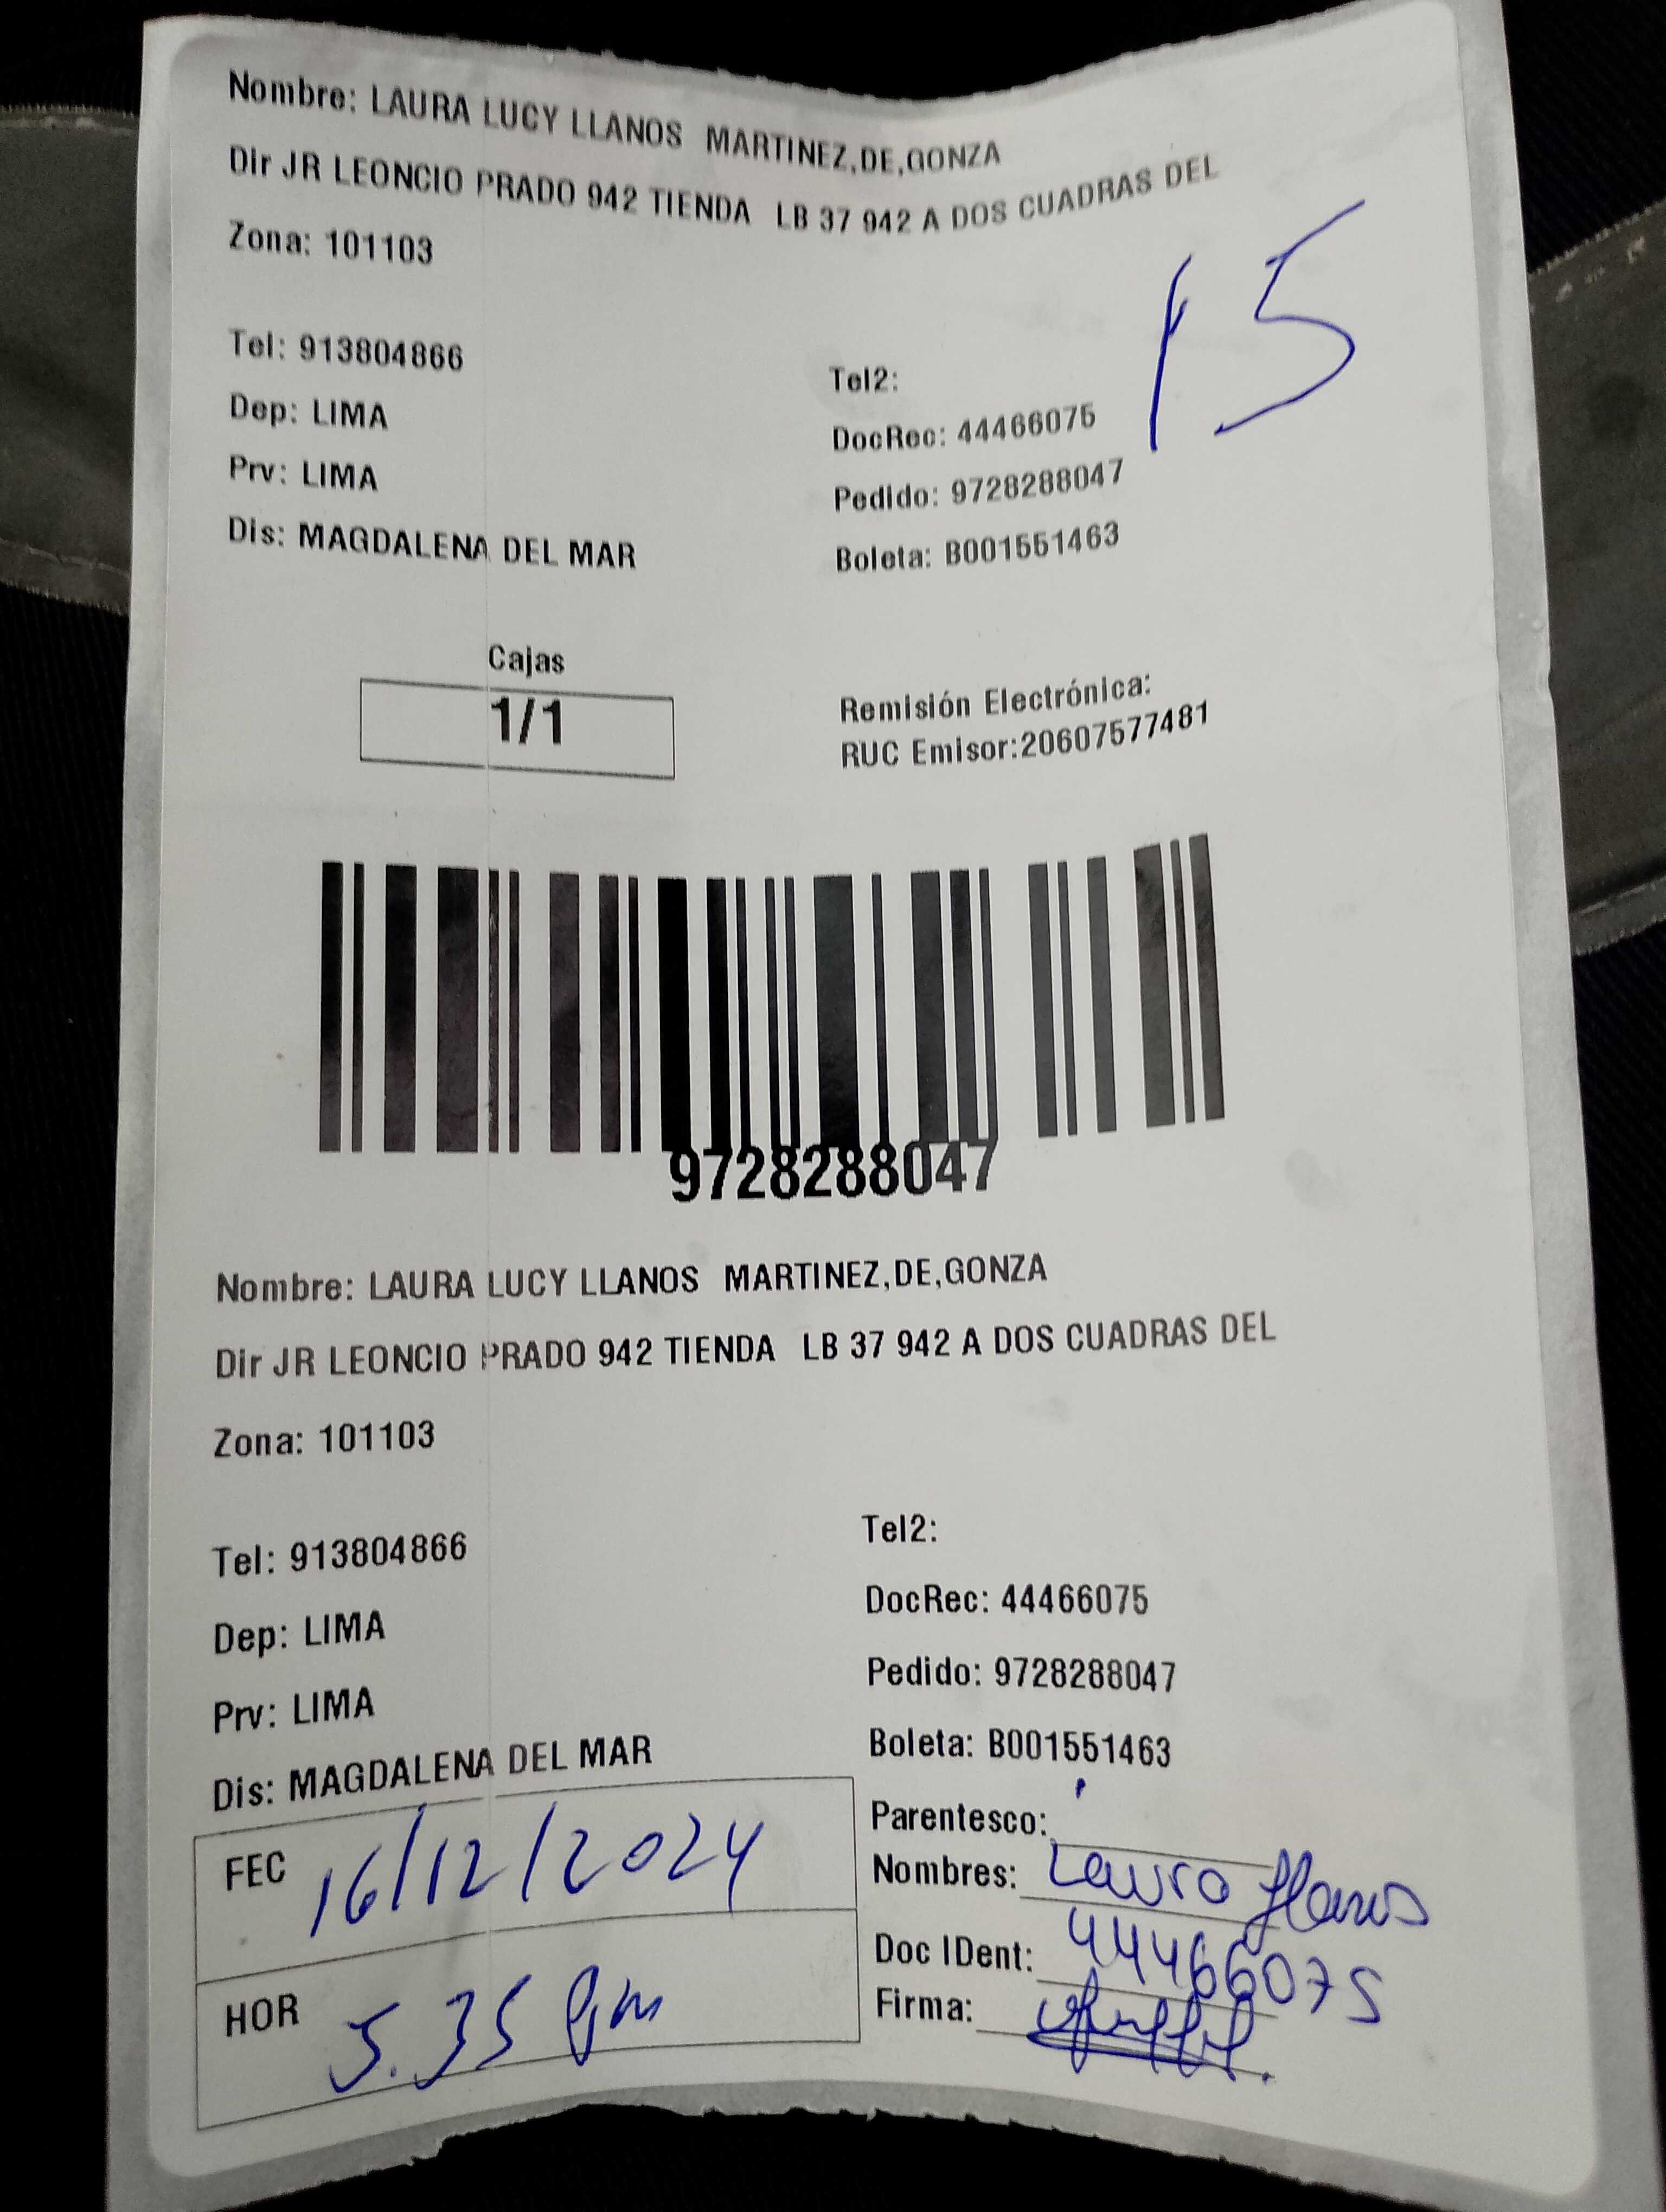 Nombre: LAURA LUCY LLANOS MARTINEZ,DE,GONZA
Dir JR LEONCIO PRADO 942 TIENDA LB 37 942 A DOS CUADRAS DEL
Zona: 101103
15
Tel: 913804866
Tel2:
Dep: LIMA
DocRec: 44466075
Prv: LIMA
Pedido: 9728288047
Dis: MAGDALENA DEL MAR
Boleta: B001551463
Cajas
1/1
Remisión Electrónica:
RUC Emisor:20607577481
9728288047
Nombre: LAURA LUCY LLANOS MARTINEZ,DE,GONZA
Dir JR LEONCIO PRADO 942 TIENDA LB 37 942 A DOS CUADRAS DEL
Zona: 101103
Tel: 913804866
Tel2:
Dep: LIMA
DocRec: 44466075
Prv: LIMA
Pedido: 9728288047
Dis: MAGDALENA DEL MAR
Boleta: B001551463
FEC 16/12/2024
HOR 5.35 pm
Parentesco:
Nombres: Laura Llanos
Doc IDent: 44466075
Firma: